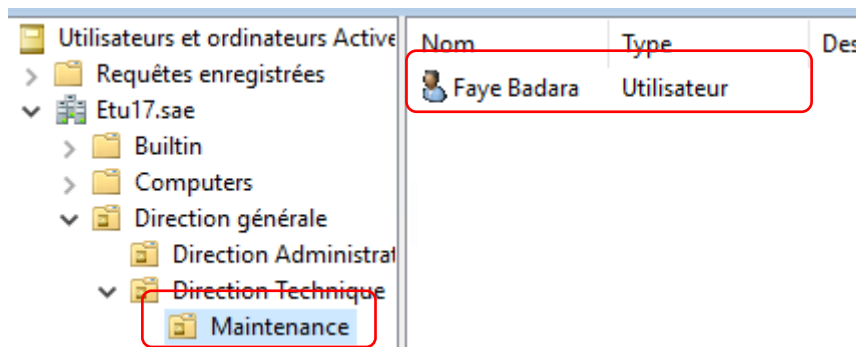 Utilisateurs et ordinateurs Active
Requêtes enregistrées
Etu17.sae
Builtin
Computers
Direction générale
Direction Administrat
Direction Technique
Maintenance
Nom Type Des
Faye Badara Utilisateur